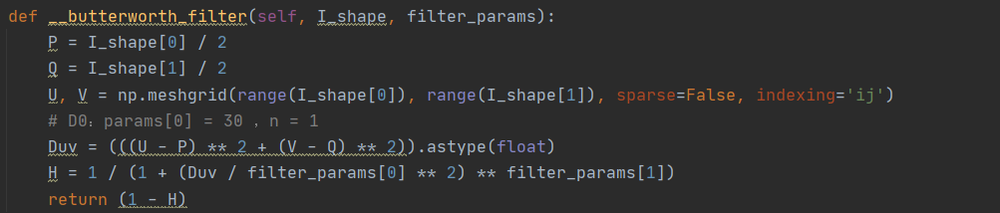 def __butterworth_filter(self, I_shape, filter_params):
    P = I_shape[0] / 2
    Q = I_shape[1] / 2
    U, V = np.meshgrid(range(I_shape[0]), range(I_shape[1]), sparse=False, indexing='ij')
    # D0：params[0] = 30 ，n = 1
    Duv = (((U - P) ** 2 + (V - Q) ** 2)).astype(float)
    H = 1 / (1 + (Duv / filter_params[0] ** 2) ** filter_params[1])
    return (1 - H)